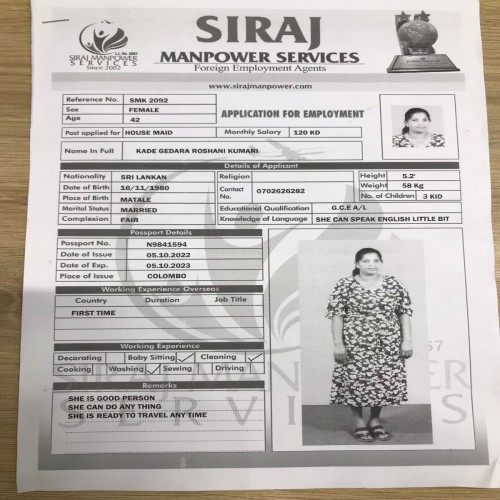 SIRAJ
MANPOWER SERVICES
Foreign Employment Agents
SIRAJ MANPOWER
SERVICES
Since 2002
www.sirajmanpower.com
Reference No. SMK 2092
Sex FEMALE
Age 42
APPLICATION FOR EMPLOYMENT
Post applied for HOUSE MAID Monthly Salary 120 KD
Name In Full KADE GEDARA ROSHANI KUMARI
Details of Applicant
Nationality SRI LANKAN Religion Height 5.2'
Date of Birth 16/11/1980 Contact No. 0702626282 Weight 58 Kg
Place of Birth MATALE No. of Children 3 KID
Marital Status MARRIED Educational Qualification G.C.E A/L
Complexion FAIR Knowledge of Language SHE CAN SPEAK ENGLISH LITTLE BIT
Passport Details
Passport No. N9841594
Date of Issue 05.10.2022
Date of Exp. 05.10.2023
Place of Issue COLOMBO
Working Experience Overseas
Country Duration Job Title
FIRST TIME
Working Experience
Decorating Baby Sitting Cleaning
Cooking Washing Sewing Driving
Remarks
SHE IS GOOD PERSON
SHE CAN DO ANY THING
SHE IS READY TO TRAVEL ANY TIME